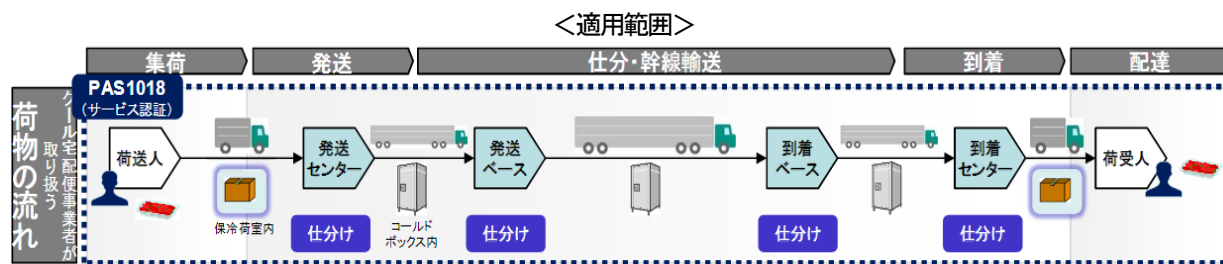 ＜適用範囲＞
集荷
発送
仕分・幹線輸送
到着
配達
荷物の流れ
クール宅配便事業者が
取り扱う
PAS1018
（サービス認証）
荷送人
保冷荷室内
発送
センター
仕分け
コールド
ボックス内
発送
ベース
仕分け
到着
ベース
仕分け
到着
センター
仕分け
荷受人